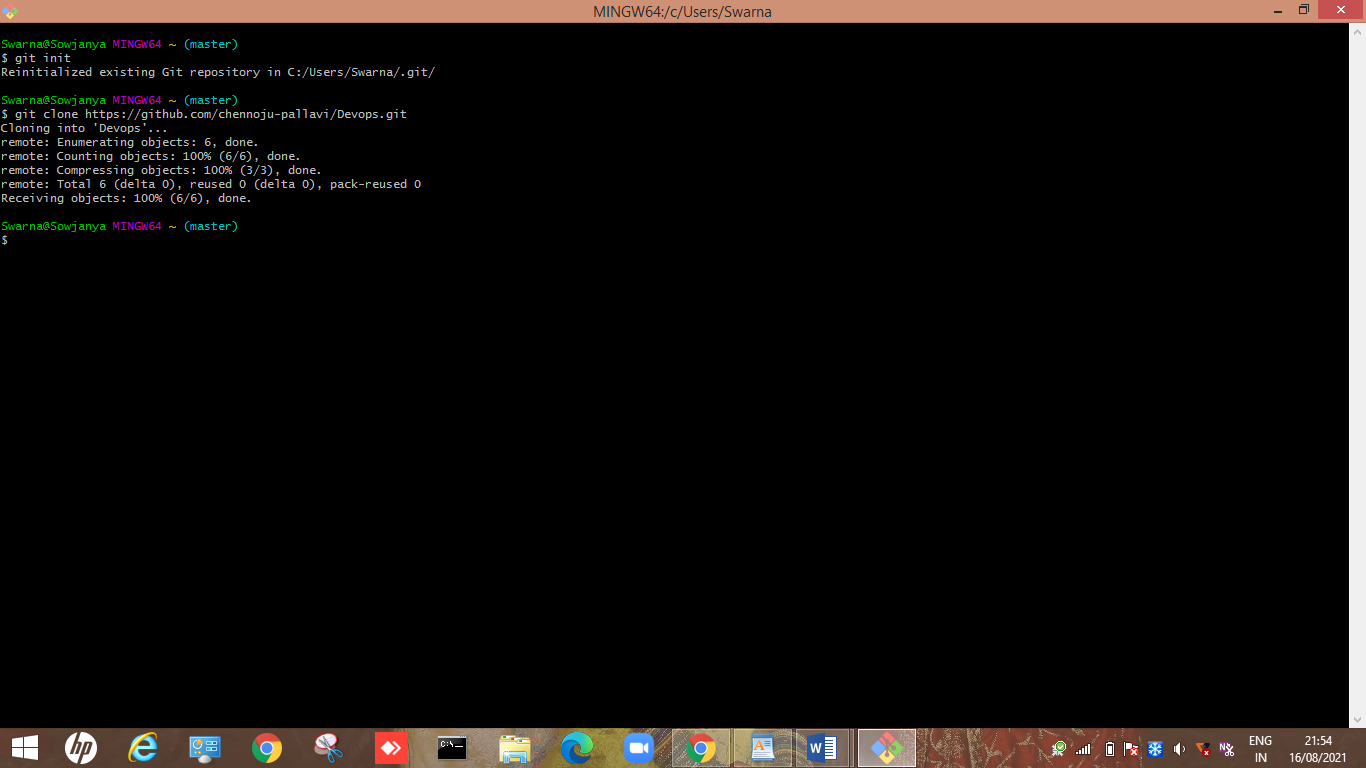 MINGW64:/c/Users/Swarna
Swarna@Sowjanya MINGW64 ~ (master)
$ git init
Reinitialized existing Git repository in C:/Users/Swarna/.git/
Swarna@Sowjanya MINGW64 ~ (master)
$ git clone https://github.com/chennoju-pallavi/Devops.git
Cloning into 'Devops'...
remote: Enumerating objects: 6, done.
remote: Counting objects: 100% (6/6), done.
remote: Compressing objects: 100% (3/3), done.
remote: Total 6 (delta 0), reused 0 (delta 0), pack-reused 0
Receiving objects: 100% (6/6), done.
Swarna@Sowjanya MINGW64 ~ (master)
$
hp
C:\
ENG
21:54
IN
16/08/2021